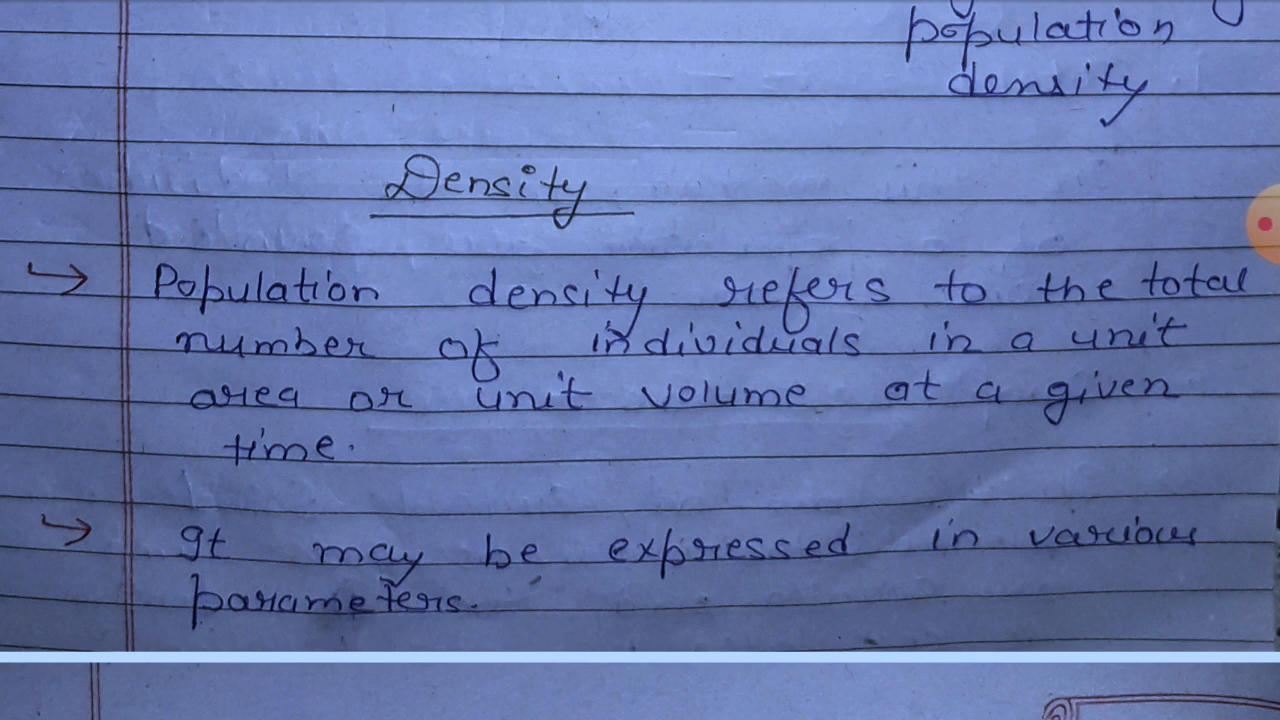 population
density
Density
→ Population density refers to the total
number of individuals in a unit
area or unit volume at a given
time.
→ It may be expressed in various
parameters.